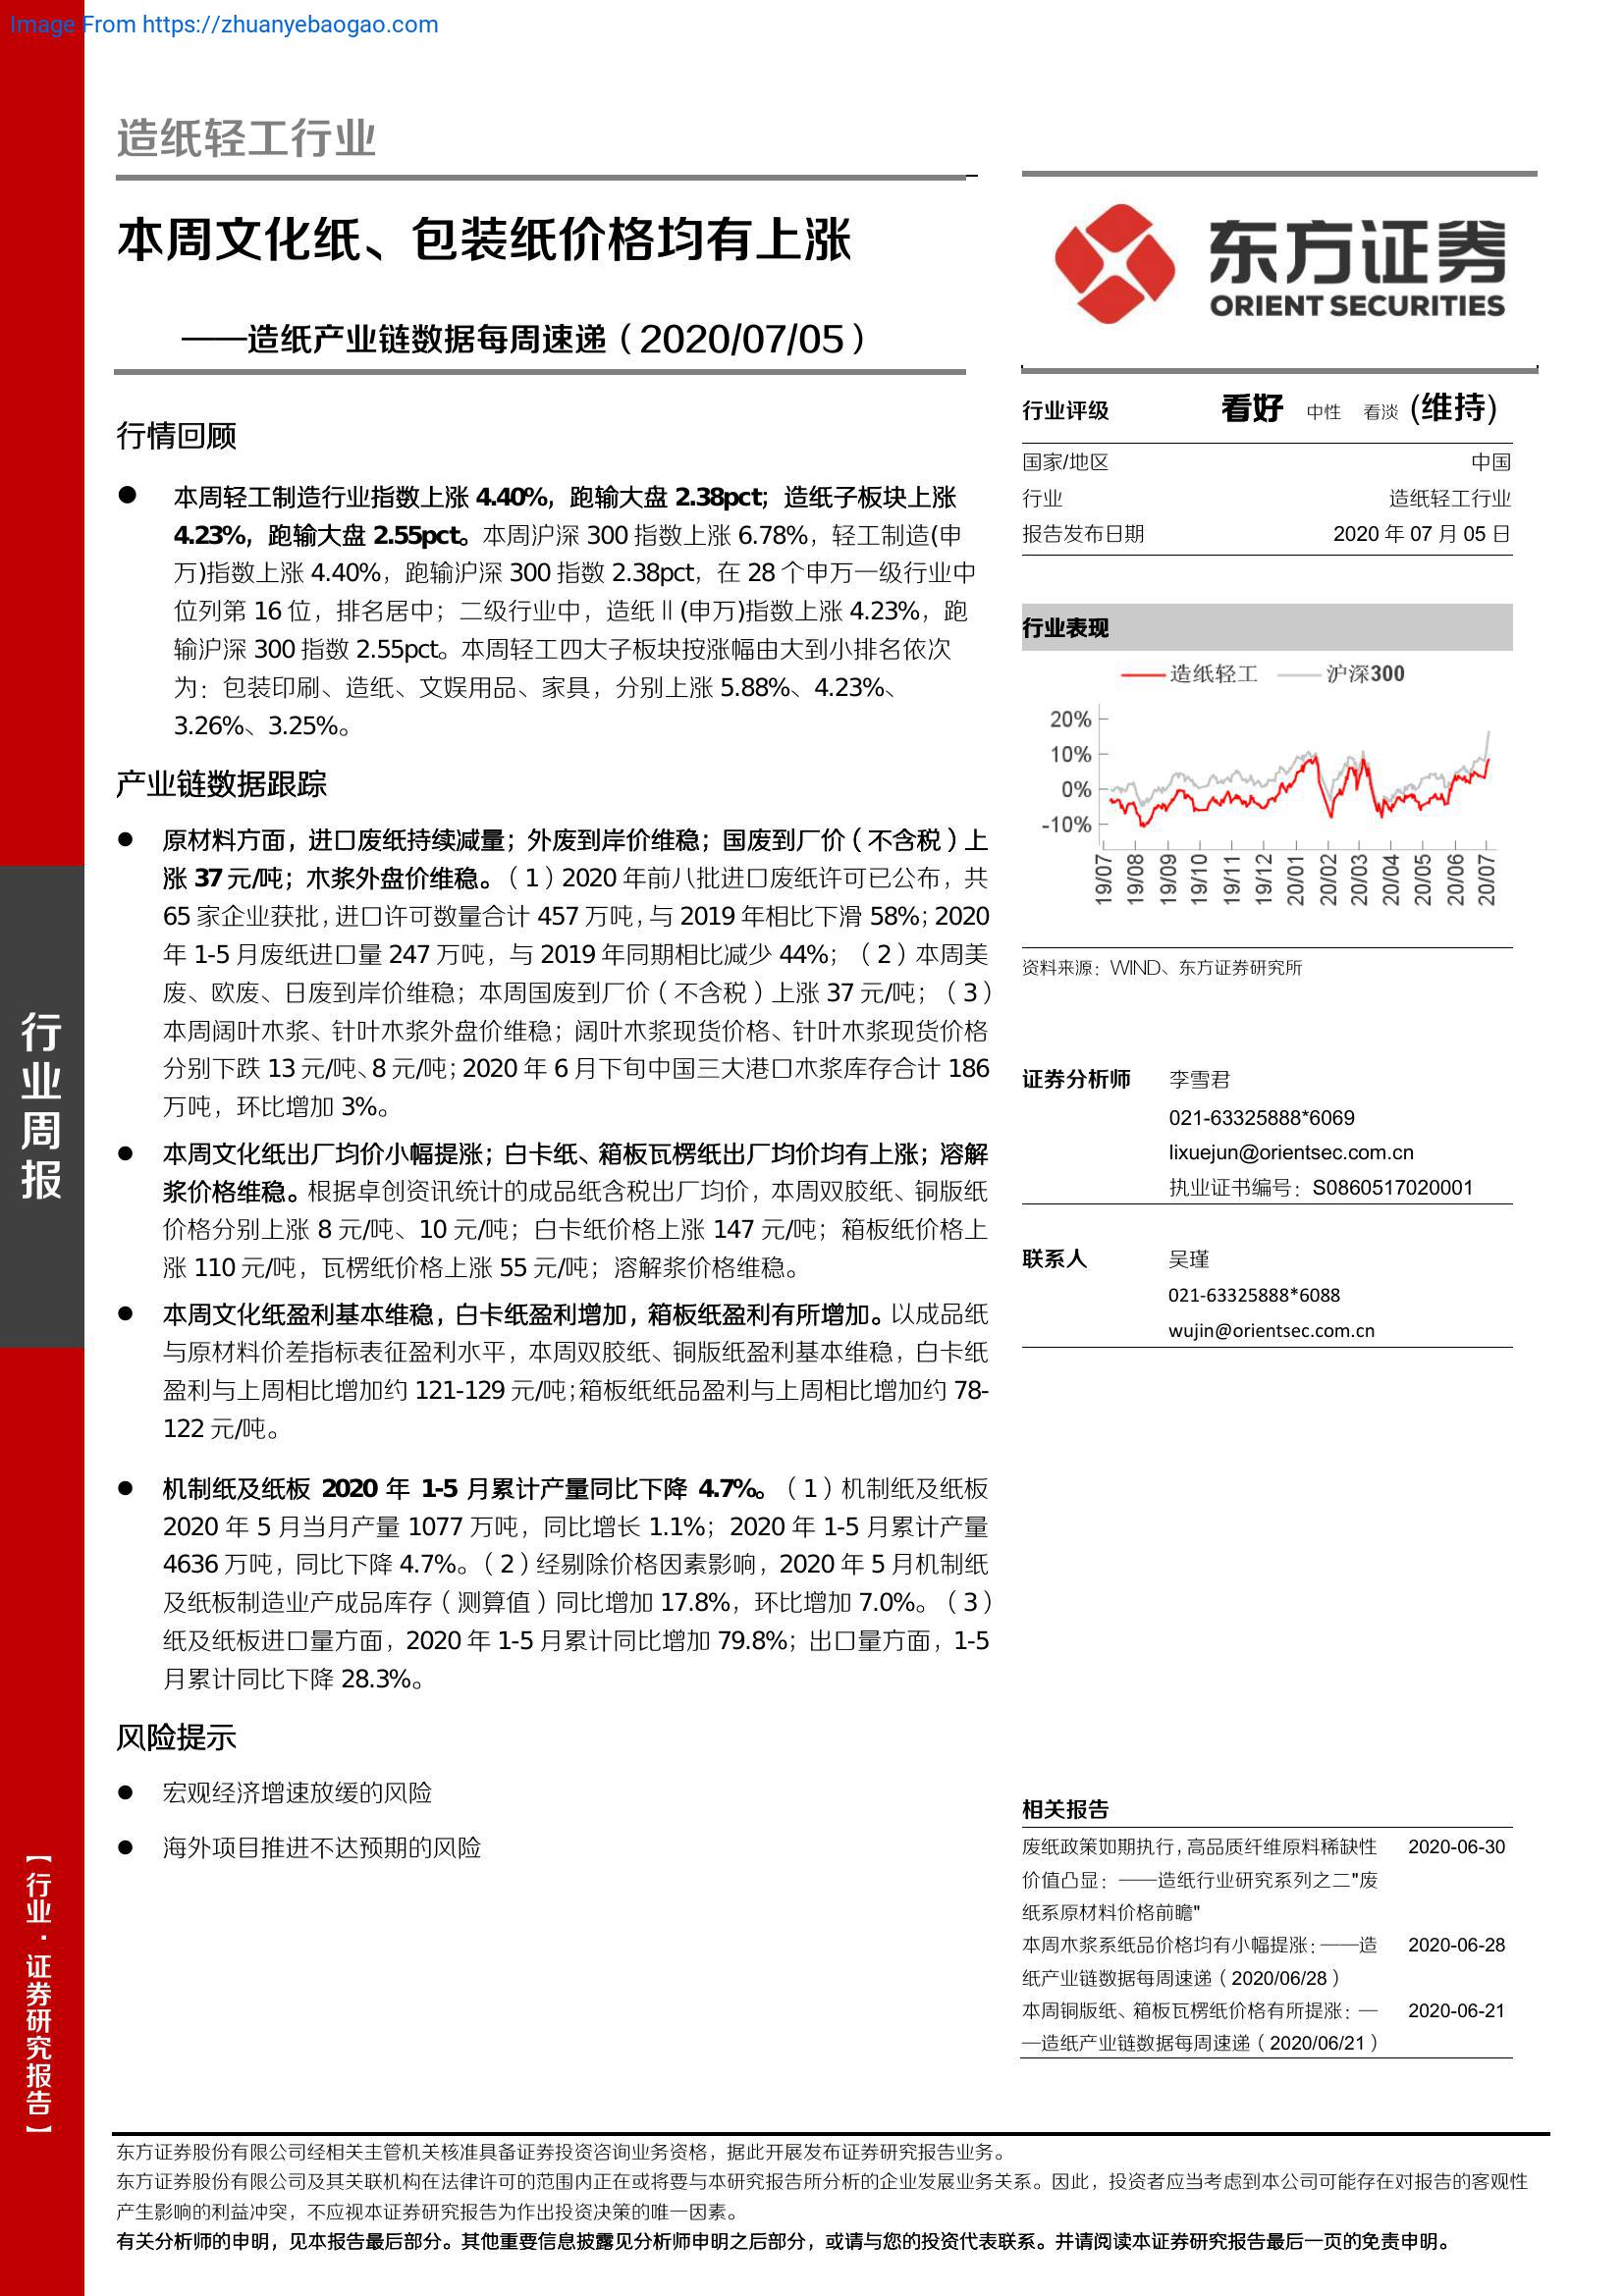 Image From https://zhuanyebaogao.com
造纸轻工行业
本周文化纸、包装纸价格均有上涨
——造纸产业链数据每周速递（2020/07/05）
行情回顾
● 本周轻工制造行业指数上涨 4.40%，跑输大盘 2.38pct；造纸子板块上涨
4.23%，跑输大盘 2.55pct。本周沪深 300 指数上涨 6.78%，轻工制造(申
万)指数上涨 4.40%，跑输沪深 300 指数 2.38pct，在 28 个申万一级行业中
位列第 16 位，排名居中；二级行业中，造纸Ⅱ(申万)指数上涨 4.23%，跑
输沪深 300 指数 2.55pct。本周轻工四大子板块按涨幅由大到小排名依次
为：包装印刷、造纸、文娱用品、家具，分别上涨 5.88%、4.23%、
3.26%、3.25%。
产业链数据跟踪
● 原材料方面，进口废纸持续减量；外废到岸价维稳；国废到厂价（不含税）上
涨 37 元/吨；木浆外盘价维稳。（1）2020 年前八批进口废纸许可已公布，共
65 家企业获批，进口许可数量合计 457 万吨，与 2019 年相比下滑 58%；2020
年 1-5 月废纸进口量 247 万吨，与 2019 年同期相比减少 44%；（2）本周美
废、欧废、日废到岸价维稳；本周国废到厂价（不含税）上涨 37 元/吨；（3）
本周阔叶木浆、针叶木浆外盘价维稳；阔叶木浆现货价格、针叶木浆现货价格
分别下跌 13 元/吨、8 元/吨；2020 年 6 月下旬中国三大港口木浆库存合计 186
万吨，环比增加 3%。
● 本周文化纸出厂均价小幅提涨；白卡纸、箱板瓦楞纸出厂均价均有上涨；溶解
浆价格维稳。根据卓创资讯统计的成品纸含税出厂均价，本周双胶纸、铜版纸
价格分别上涨 8 元/吨、10 元/吨；白卡纸价格上涨 147 元/吨；箱板纸价格上
涨 110 元/吨，瓦楞纸价格上涨 55 元/吨；溶解浆价格维稳。
● 本周文化纸盈利基本维稳，白卡纸盈利增加，箱板纸盈利有所增加。以成品纸
与原材料价差指标表征盈利水平，本周双胶纸、铜版纸盈利基本维稳，白卡纸
盈利与上周相比增加约 121-129 元/吨；箱板纸纸品盈利与上周相比增加约 78-
122 元/吨。
● 机制纸及纸板 2020 年 1-5 月累计产量同比下降 4.7%。（1）机制纸及纸板
2020 年 5 月当月产量 1077 万吨，同比增长 1.1%；2020 年 1-5 月累计产量
4636 万吨，同比下降 4.7%。（2）经剔除价格因素影响，2020 年 5 月机制纸
及纸板制造业产成品库存（测算值）同比增加 17.8%，环比增加 7.0%。（3）
纸及纸板进口量方面，2020 年 1-5 月累计同比增加 79.8%；出口量方面，1-5
月累计同比下降 28.3%。
风险提示
● 宏观经济增速放缓的风险
● 海外项目推进不达预期的风险
东方证券
ORIENT SECURITIES
行业评级 看好 中性 看淡 (维持)
国家/地区 中国
行业 造纸轻工行业
报告发布日期 2020 年 07 月 05 日
行业表现
造纸轻工 沪深300
20%
10%
0%
-10%
19/07 19/08 19/09 19/10 19/11 19/12 20/01 20/02 20/03 20/04 20/05 20/06 20/07
资料来源：WIND、东方证券研究所
证券分析师 李雪君
021-63325888*6069
lixuejun@orientsec.com.cn
执业证书编号：S0860517020001
联系人 吴瑾
021-63325888*6088
wujin@orientsec.com.cn
相关报告
废纸政策如期执行，高品质纤维原料稀缺性 2020-06-30
价值凸显：——造纸行业研究系列之二"废
纸系原材料价格前瞻"
本周木浆系纸品价格均有小幅提涨：——造 2020-06-28
纸产业链数据每周速递（2020/06/28）
本周铜版纸、箱板瓦楞纸价格有所提涨：— 2020-06-21
—造纸产业链数据每周速递（2020/06/21）
行业周报
【行业·证券研究报告】
东方证券股份有限公司经相关主管机关核准具备证券投资咨询业务资格，据此开展发布证券研究报告业务。
东方证券股份有限公司及其关联机构在法律许可的范围内正在或将要与本研究报告所分析的企业发展业务关系。因此，投资者应当考虑到本公司可能存在对报告的客观性
产生影响的利益冲突，不应视本证券研究报告为作出投资决策的唯一因素。
有关分析师的申明，见本报告最后部分。其他重要信息披露见分析师申明之后部分，或请与您的投资代表联系。并请阅读本证券研究报告最后一页的免责申明。